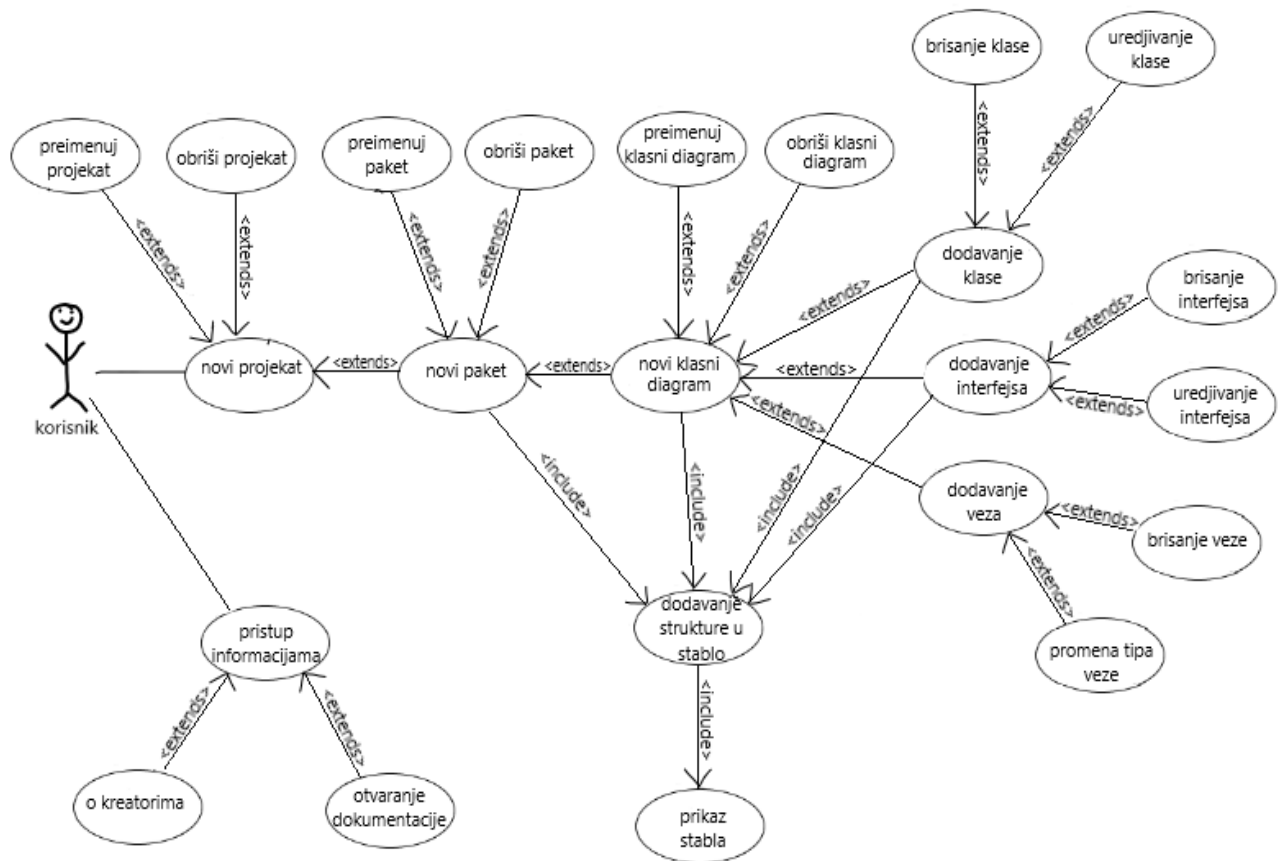 brisanje klase
uredjivanje
klase
<extends>
<extends>
preimenuj
projekat
obriši projekat
preimenuj
paket
obriši paket
preimenuj
klasni diagram
obriši klasni
diagram
<extends>
<extends>
<extends>
<extends>
<extends>
<extends>
dodavanje
klase
brisanje
interfejsa
<extends>
<extends>
korisnik
novi projekat
<extends>
novi paket
<extends>
novi klasni
diagram
<extends>
dodavanje
interfejsa
<extends>
uredjivanje
interfejsa
<extends>
dodavanje
veza
<extends>
brisanje veze
<extends>
promena tipa
veze
<include>
<include>
<include>
<include>
dodavanje
strukture u
stablo
<include>
prikaz
stabla
pristup
informacijama
<extends>
<extends>
o kreatorima
otvaranje
dokumentacije